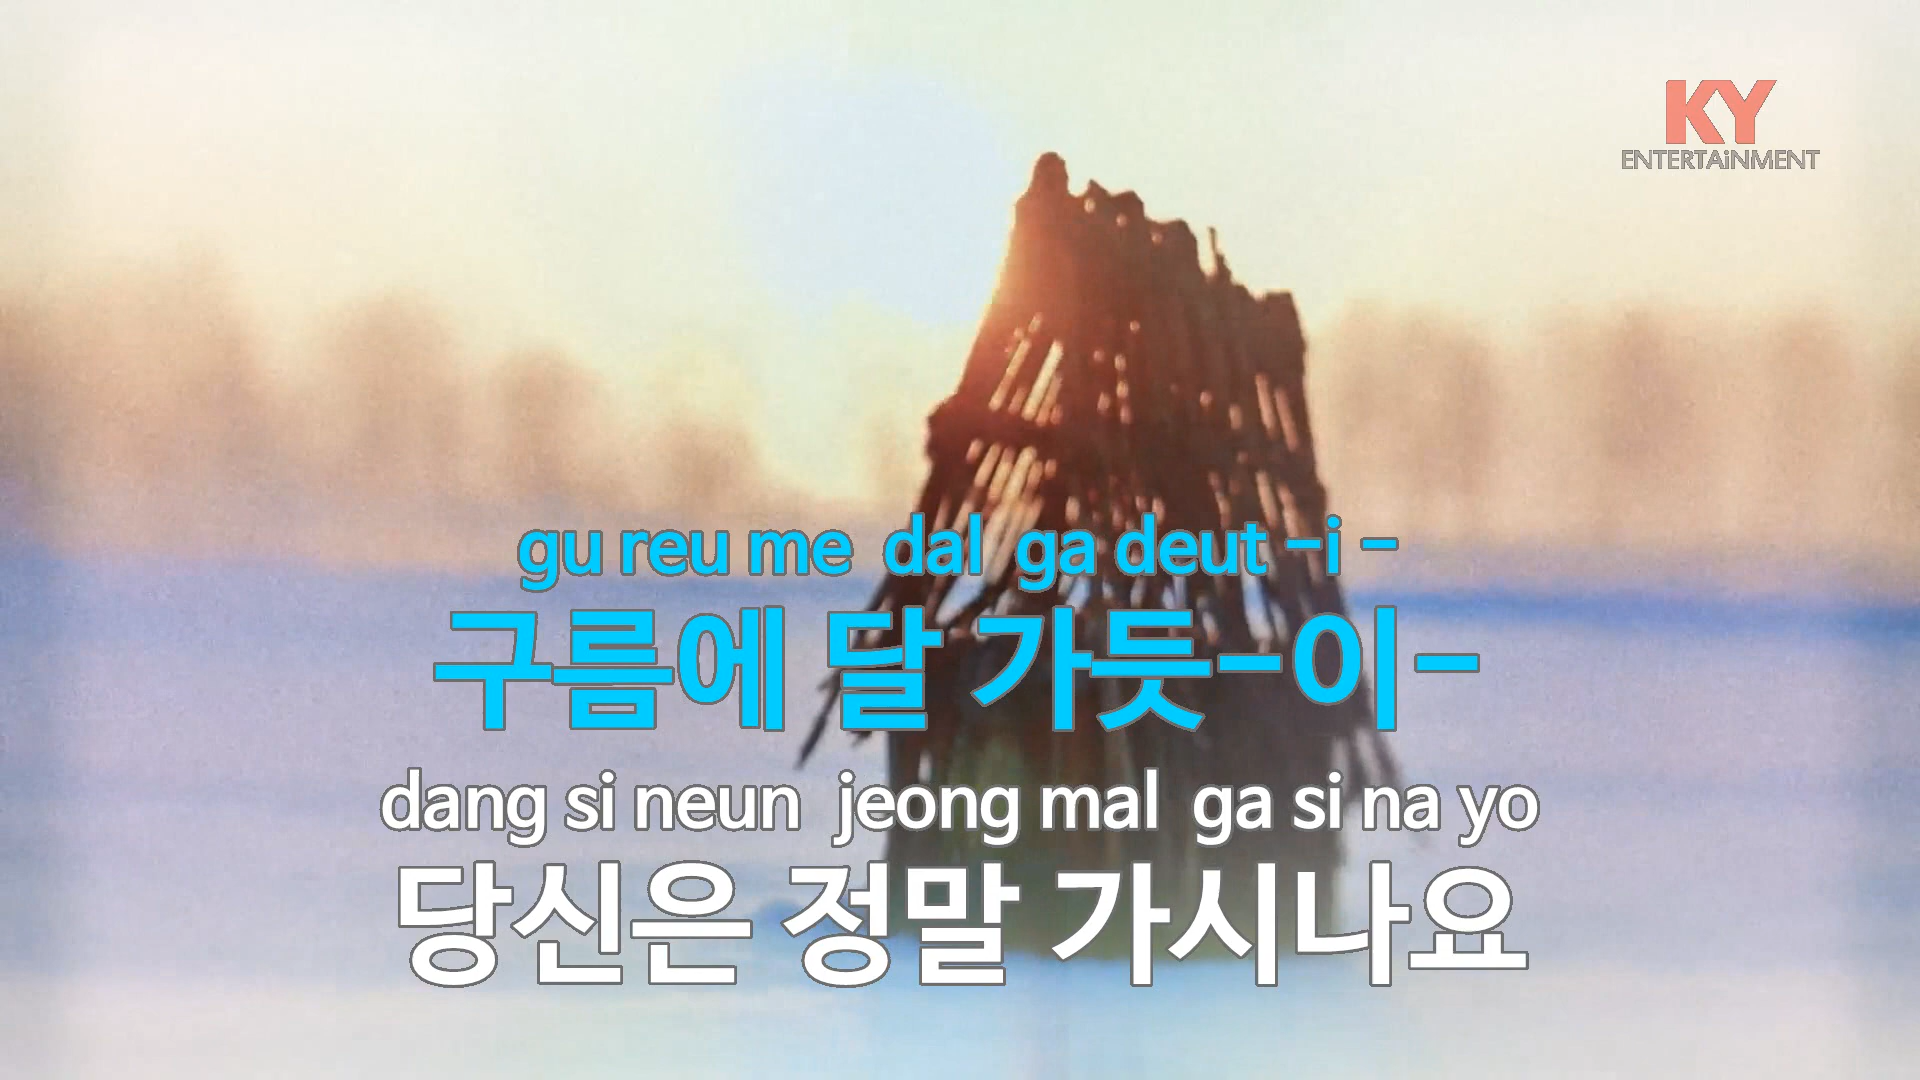 KY
ENTERTAiNMENT
gu reu me dal ga deut -i -
구름에 달 가듯-이-
dang si neun jeong mal ga si na yo
당신은 정말 가시나요